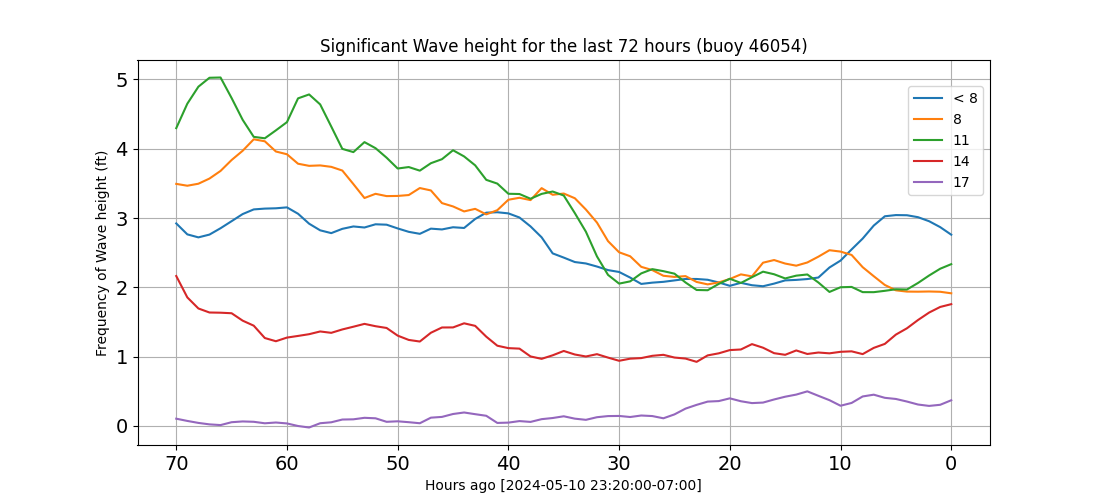 Significant Wave height for the last 72 hours (buoy 46054)
Frequency of Wave height (ft)
5
4
3
2
1
0
< 8
8
11
14
17
70 60 50 40 30 20 10 0
Hours ago [2024-05-10 23:20:00-07:00]